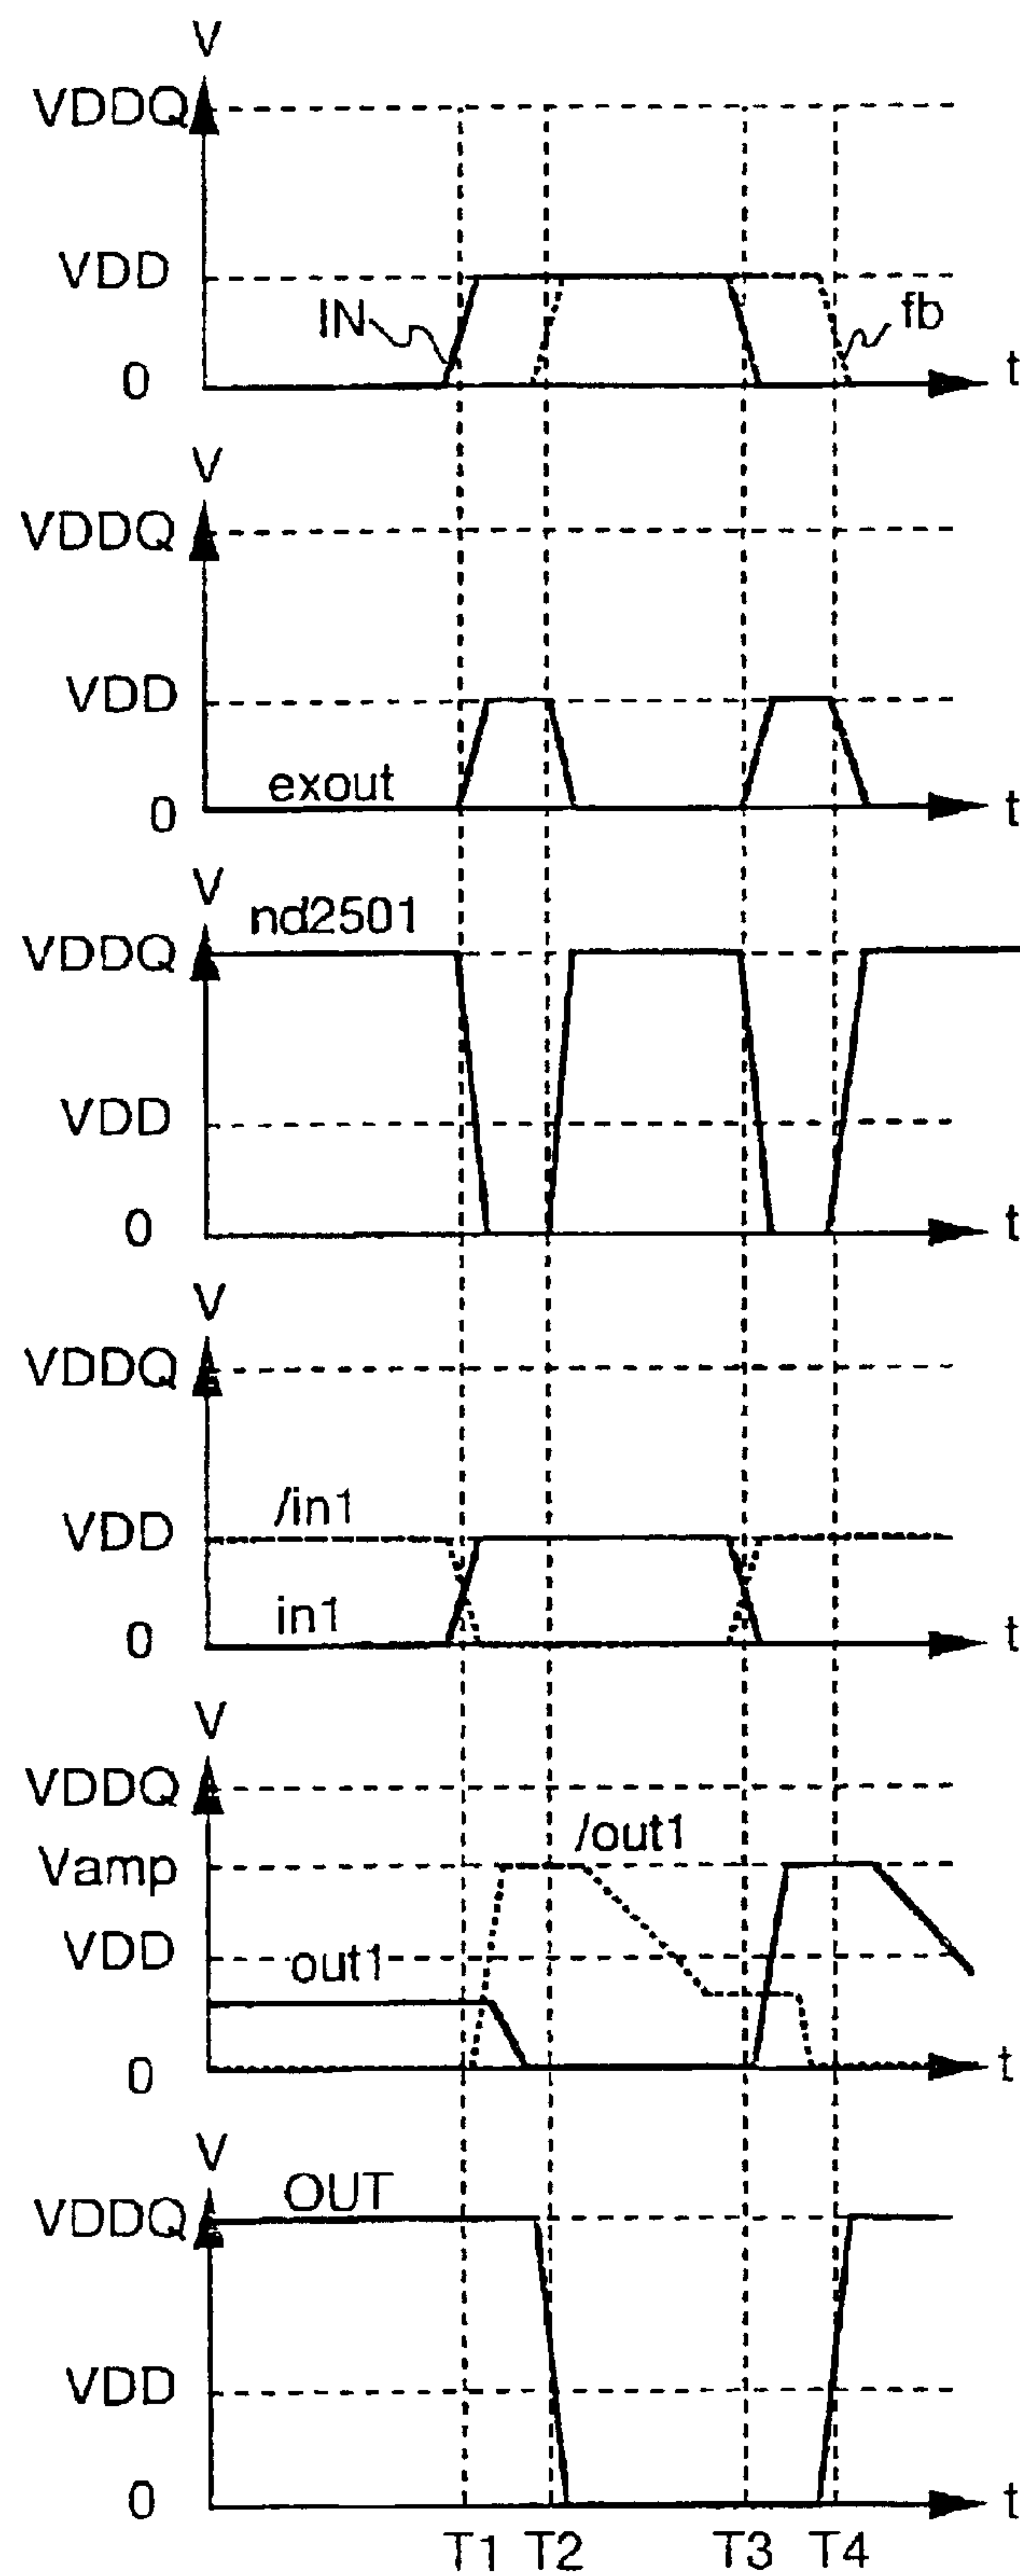 V
VDDQ
VDD
IN
fb
0
t
V
VDDQ
VDD
exout
0
t
V
nd2501
VDDQ
VDD
0
t
V
VDDQ
/in1
VDD
in1
0
t
V
VDDQ
/out1
Vamp
VDD
out1
0
t
V
OUT
VDDQ
VDD
0
t
T1 T2 T3 T4